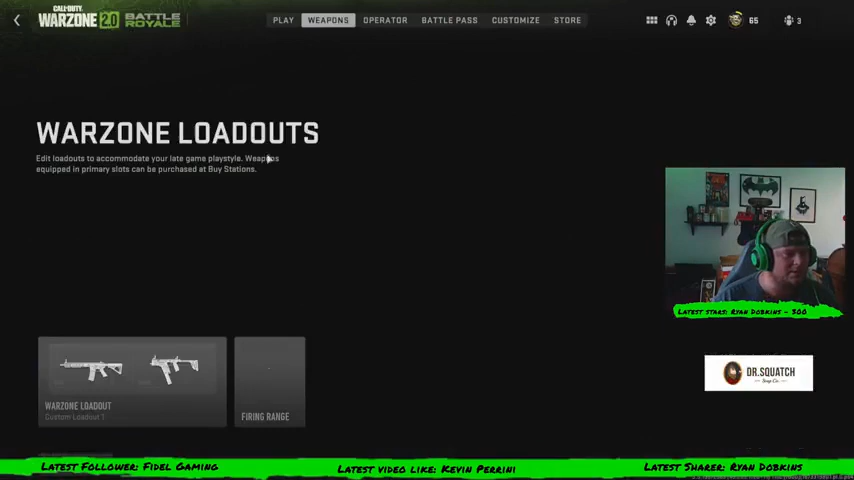 CALL OF DUTY
WARZONE 2.0 BATTLE ROYALE
PLAY WEAPONS OPERATOR BATTLE PASS CUSTOMIZE STORE
65
3
WARZONE LOADOUTS
Edit loadouts to accommodate your late game playstyle. Weapons
equipped in primary slots can be purchased at Buy Stations.
Latest stars: Ryan Dobkins - 300
DR.SQUATCH
Soap Co.
WARZONE LOADOUT
Custom Loadout 1
FIRING RANGE
Latest Follower: Fidel Gaming
Latest video like: Kevin Perrini
Latest Sharer: Ryan Dobkins